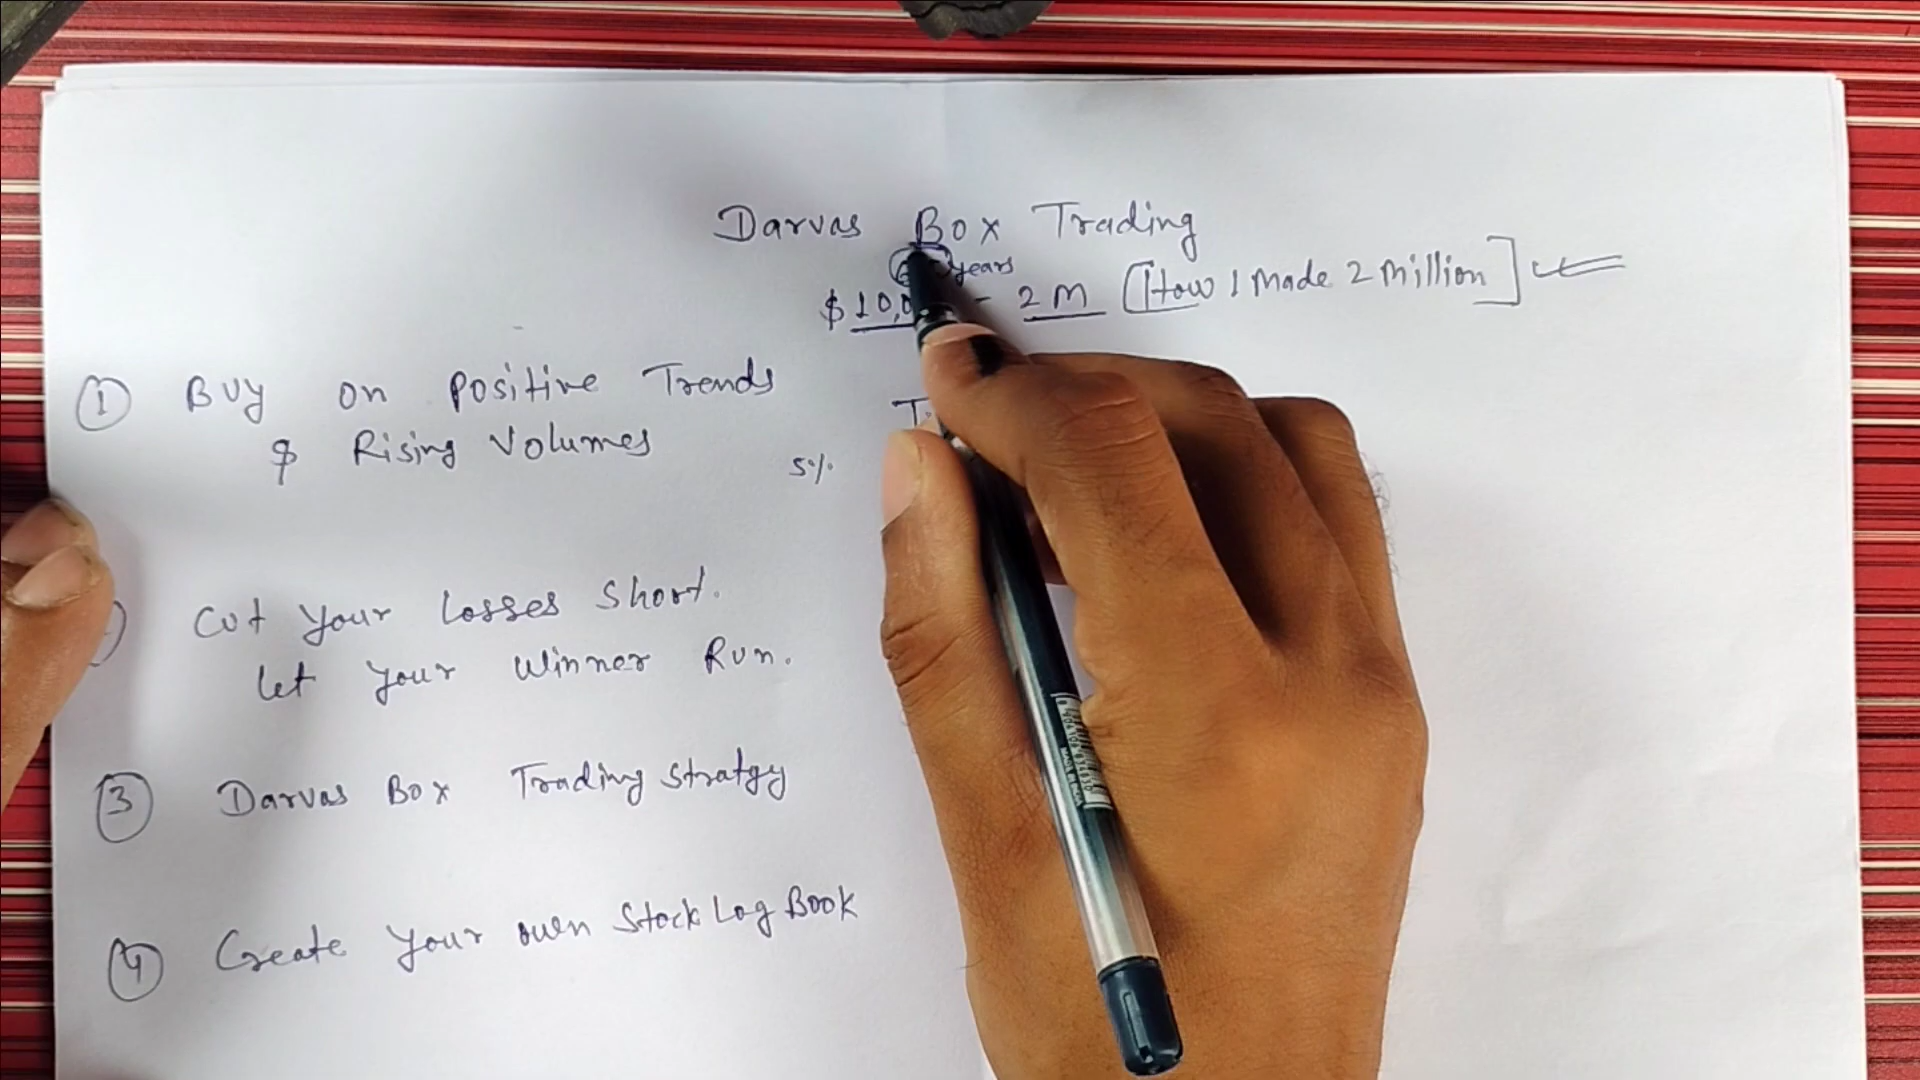 Darvas Box Trading
years
$10,0 - 2M [How I Made 2 Million]
① Buy on Positive Trends
& Rising Volumes
5%
Cut Your Losses Short.
Let Your Winner Run.
③ Darvas Box Trading Stratgy
④ Create Your own Stock Log Book